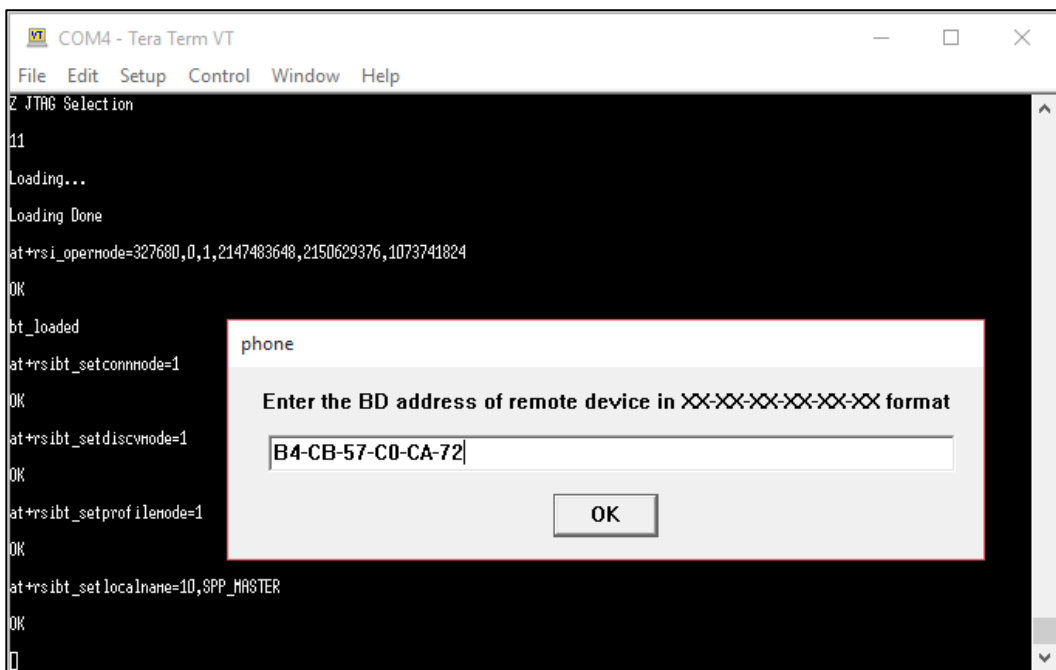 COM4 - Tera Term VT
File Edit Setup Control Window Help
Z JTAG Selection
11
Loading...
Loading Done
at+rsi_opermode=327680,0,1,2147483648,2150629376,1073741824
OK
bt_loaded
at+rsibt_setconnmode=1
OK
at+rsibt_setdiscvmode=1
OK
at+rsibt_setprofilemode=1
OK
at+rsibt_setlocalname=10,SPP_MASTER
OK
phone
Enter the BD address of remote device in XX-XX-XX-XX-XX-XX format
B4-CB-57-C0-CA-72
OK